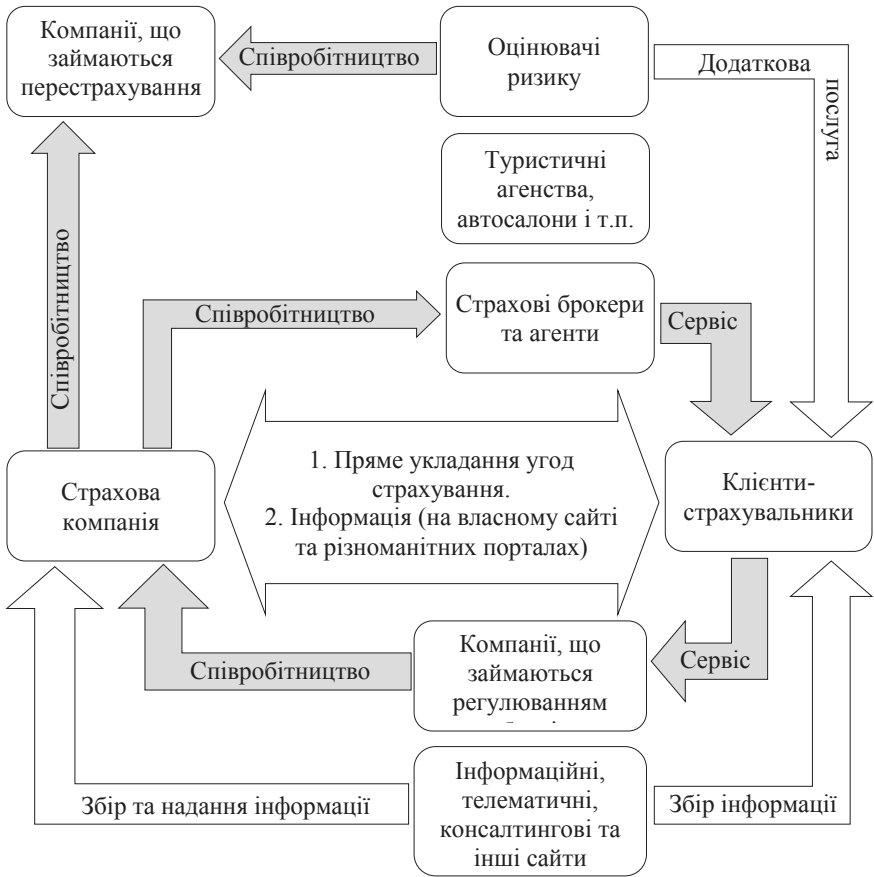 Компанії, що
займаються
перестрахування
Співробітництво
Оцінювачі
ризику
Додаткова
послуга
Туристичні
агенства,
автосалони і т.п.
Співробітництво
Співробітництво
Страхові брокери
та агенти
Сервіс
Страхова
компанія
1. Пряме укладання угод
страхування.
2. Інформація (на власному сайті
та різноманітних порталах)
Клієнти-
страхувальники
Співробітництво
Компанії, що
займаються
регулюванням
Сервіс
Збір та надання інформації
Інформаційні,
телематичні,
консалтингові та
інші сайти
Збір інформації